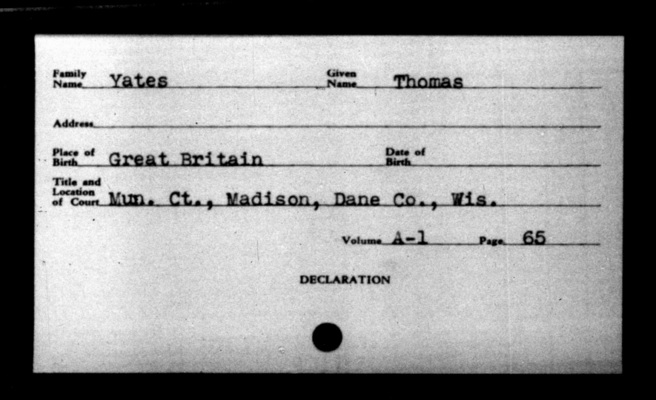 Family Name Yates Given Name Thomas
Address
Place of Birth Great Britain Date of Birth
Title and Location of Court Mun. Ct., Madison, Dane Co., Wis.
Volume A-1 Page 65
DECLARATION